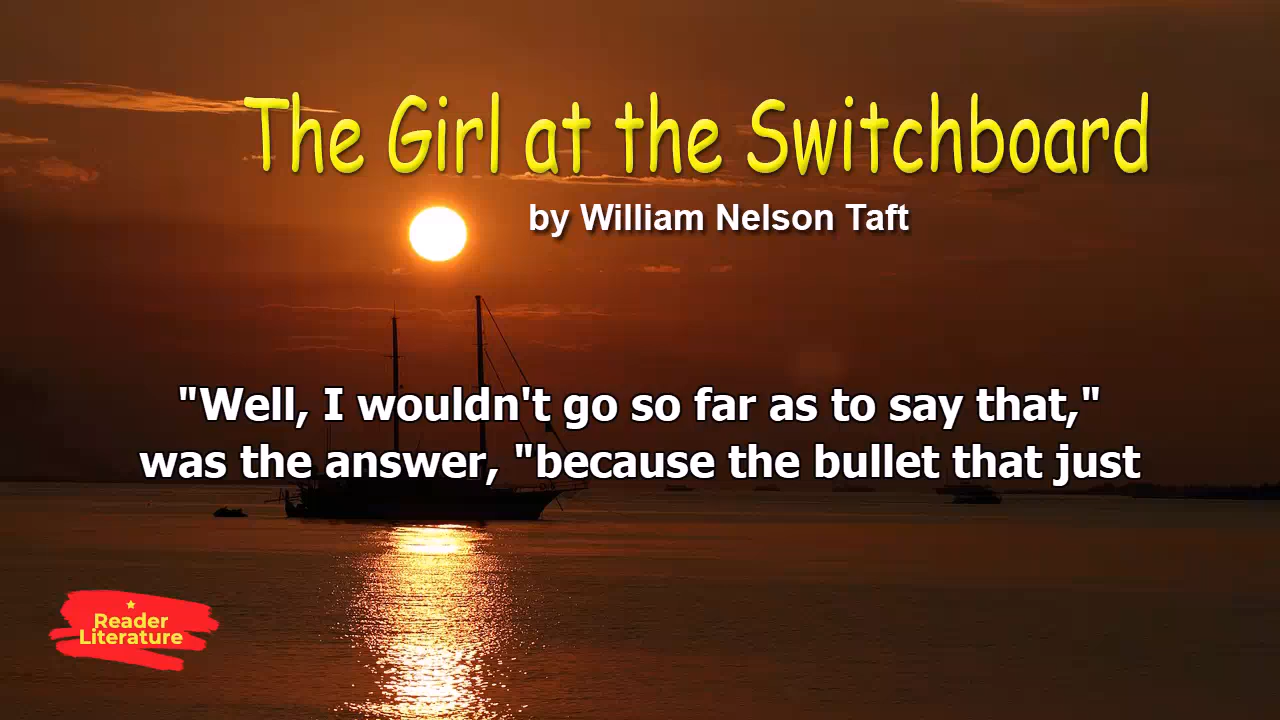 The Girl at the Switchboard
by William Nelson Taft
"Well, I wouldn't go so far as to say that,"
was the answer, "because the bullet that just
Reader
Literature